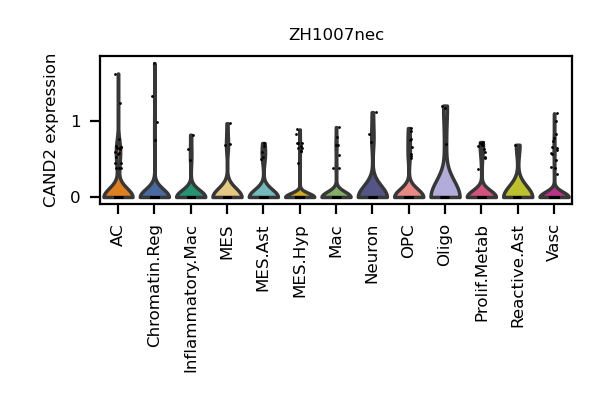 ZH1007nec
CAND2 expression
1
0
AC
Chromatin.Reg
Inflammatory.Mac
MES
MES.Ast
MES.Hyp
Mac
Neuron
OPC
Oligo
Prolif.Metab
Reactive.Ast
Vasc